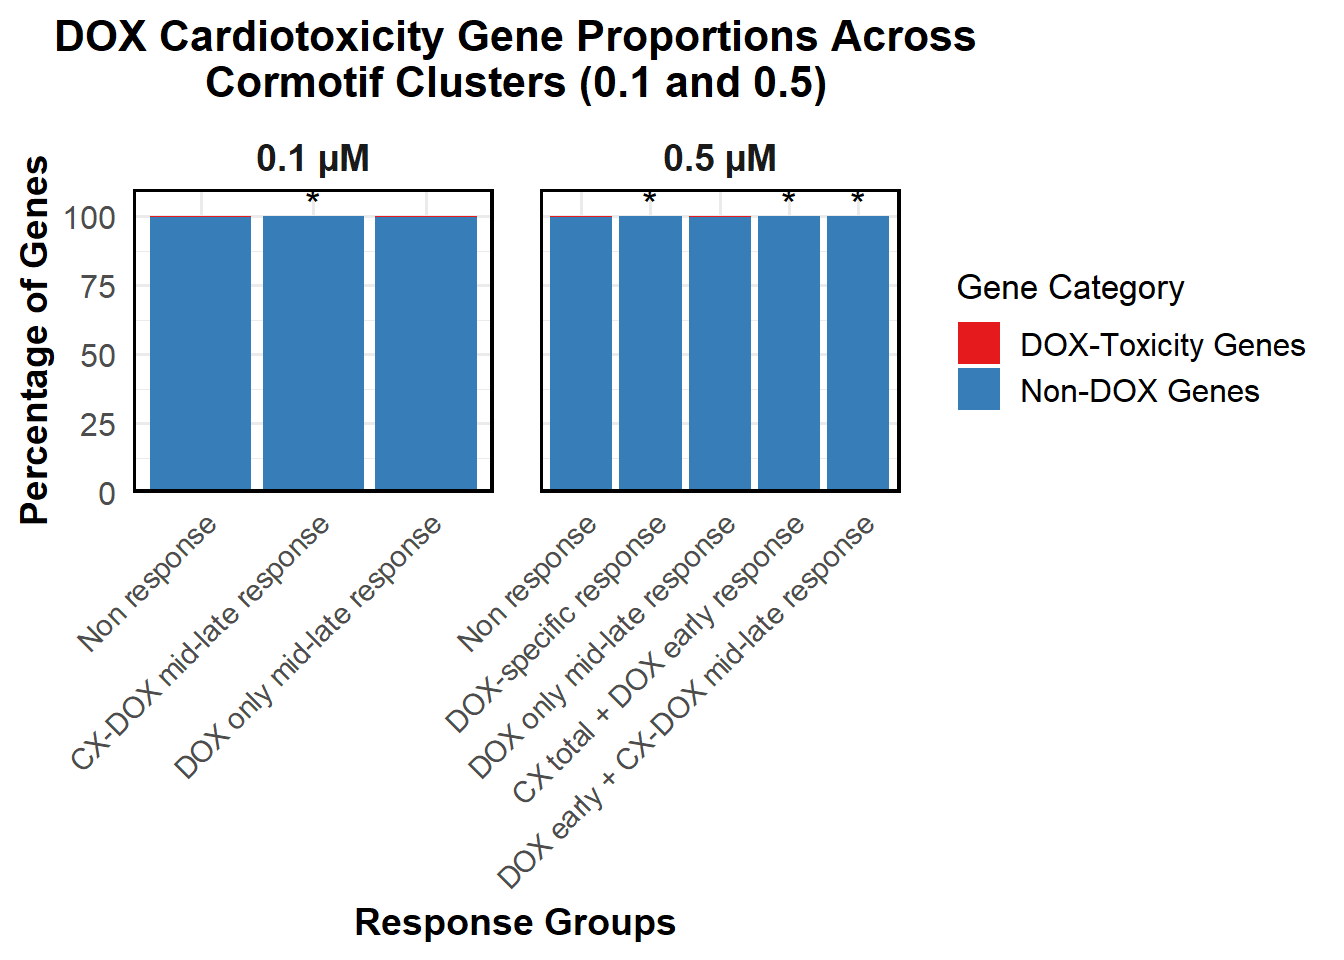 DOX Cardiotoxicity Gene Proportions Across
Cormotif Clusters (0.1 and 0.5)
0.1 µM
0.5 µM
Percentage of Genes
100
75
50
25
0
*
*
*
*
Non response
CX-DOX mid-late response
DOX only mid-late response
Non response
DOX-specific response
DOX only mid-late response
CX total + DOX early response
DOX early + CX-DOX mid-late response
Response Groups
Gene Category
DOX-Toxicity Genes
Non-DOX Genes